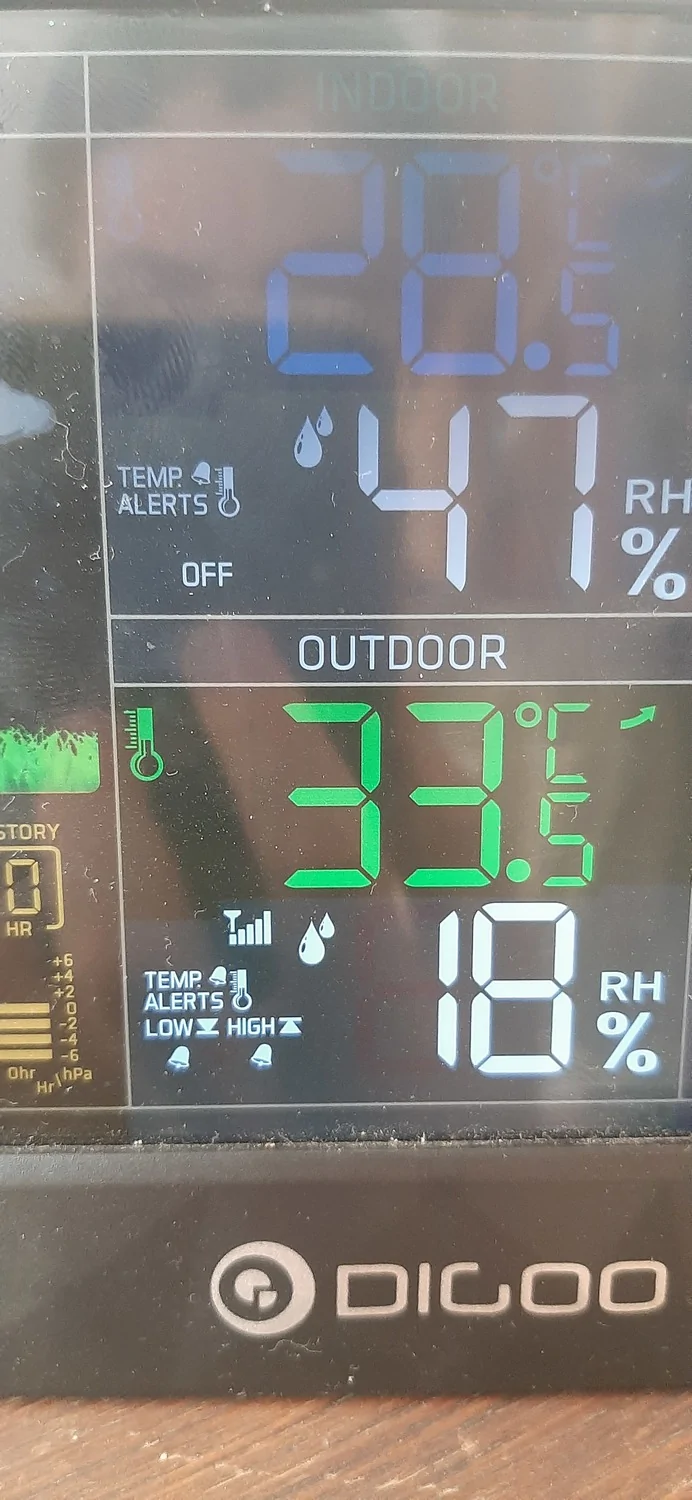 INDOOR
28.5°C
47 RH %
TEMP.
ALERTS
OFF
OUTDOOR
33.5°C
STORY
0
HR
18 RH %
TEMP.
ALERTS
LOW HIGH
+6
+4
+2
0
-2
-4
-6
0hr
Hr\hPa
DIGOO